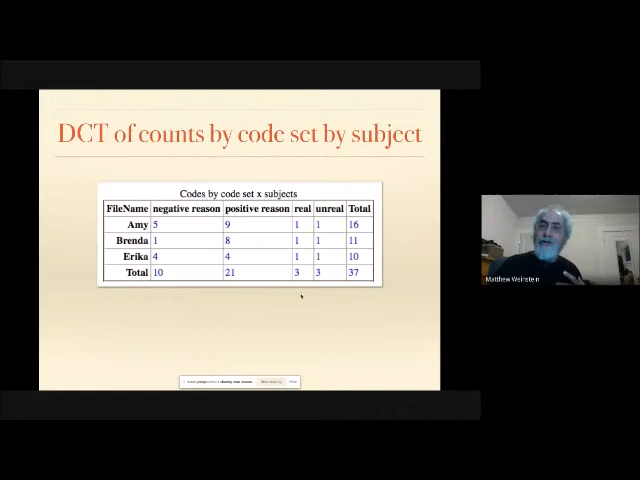 DCT of counts by code set by subject
Codes by code set x subjects
FileName negative reason positive reason real unreal Total
Amy 5 9 1 1 16
Brenda 1 8 1 1 11
Erika 4 4 1 1 10
Total 10 21 3 3 37
Matthew Weinstein